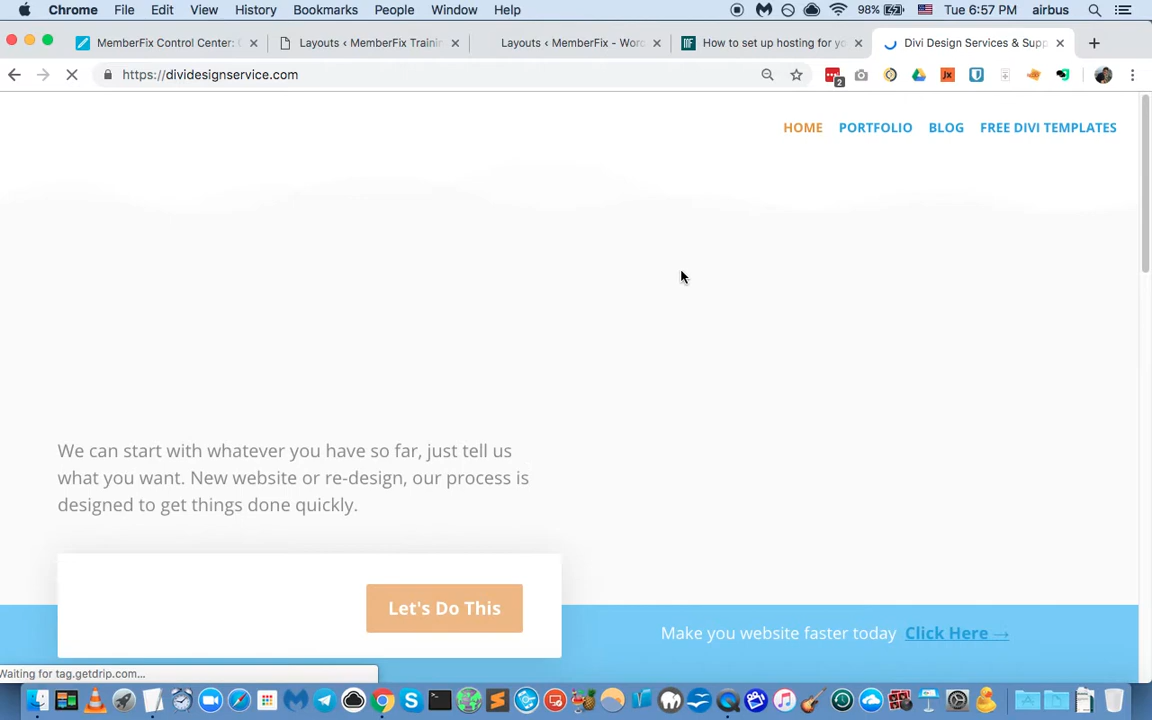 Chrome File Edit View History Bookmarks People Window Help 98% Tue 6:57 PM airbus
MemberFix Control Center: Layouts ‹ MemberFix Trainin Layouts ‹ MemberFix - Wor How to set up hosting for yo Divi Design Services & Supp
https://dividesignservice.com
2
HOME PORTFOLIO BLOG FREE DIVI TEMPLATES
We can start with whatever you have so far, just tell us
what you want. New website or re-design, our process is
designed to get things done quickly.
Let's Do This
Make you website faster today Click Here →
Waiting for tag.getdrip.com...